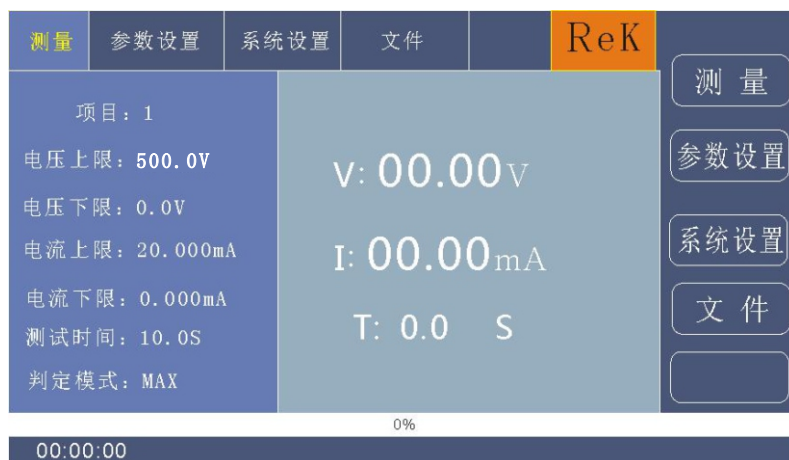 测量 参数设置 系统设置 文件 ReK
项目：1
电压上限：500.0V
电压下限：0.0V
电流上限：20.000mA
电流下限：0.000mA
测试时间：10.0S
判定模式：MAX
V: 00.00V
I: 00.00mA
T: 0.0 S
测 量
参数设置
系统设置
文 件
0%
00:00:00